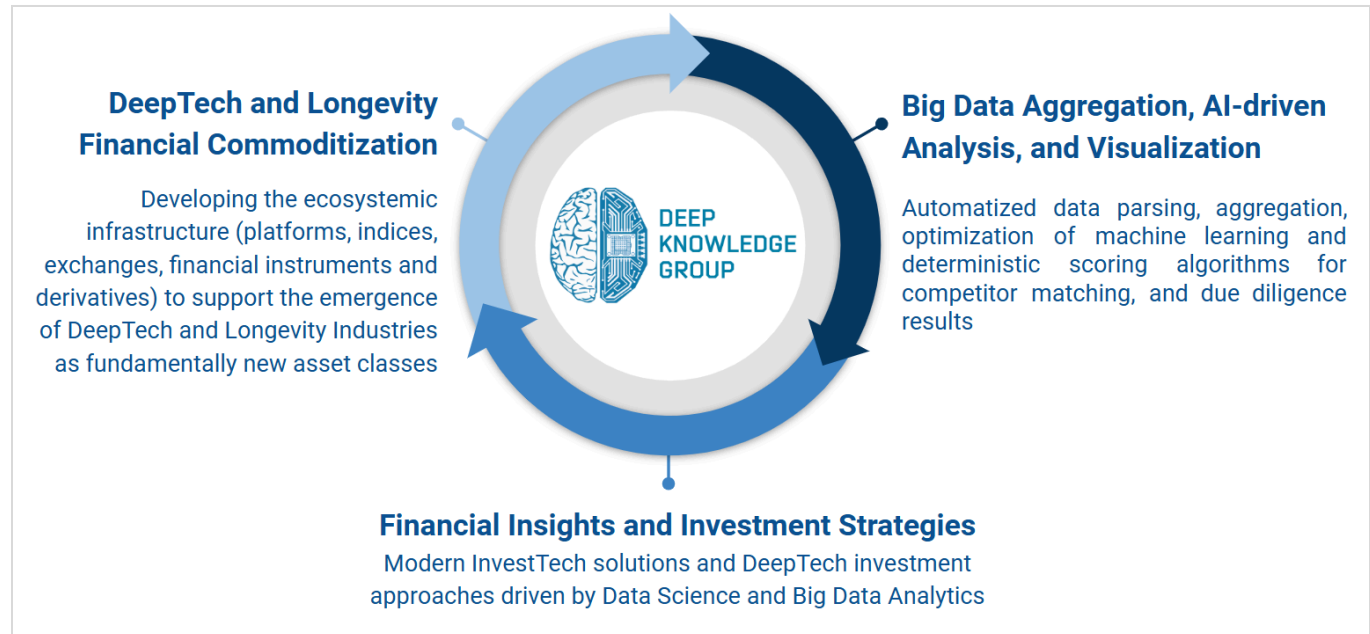 DeepTech and Longevity
Financial Commoditization
Developing the ecosystemic
infrastructure (platforms, indices,
exchanges, financial instruments and
derivatives) to support the emergence
of DeepTech and Longevity Industries
as fundamentally new asset classes
DEEP
KNOWLEDGE
GROUP
Big Data Aggregation, AI-driven
Analysis, and Visualization
Automatized data parsing, aggregation,
optimization of machine learning and
deterministic scoring algorithms for
competitor matching, and due diligence
results
Financial Insights and Investment Strategies
Modern InvestTech solutions and DeepTech investment
approaches driven by Data Science and Big Data Analytics